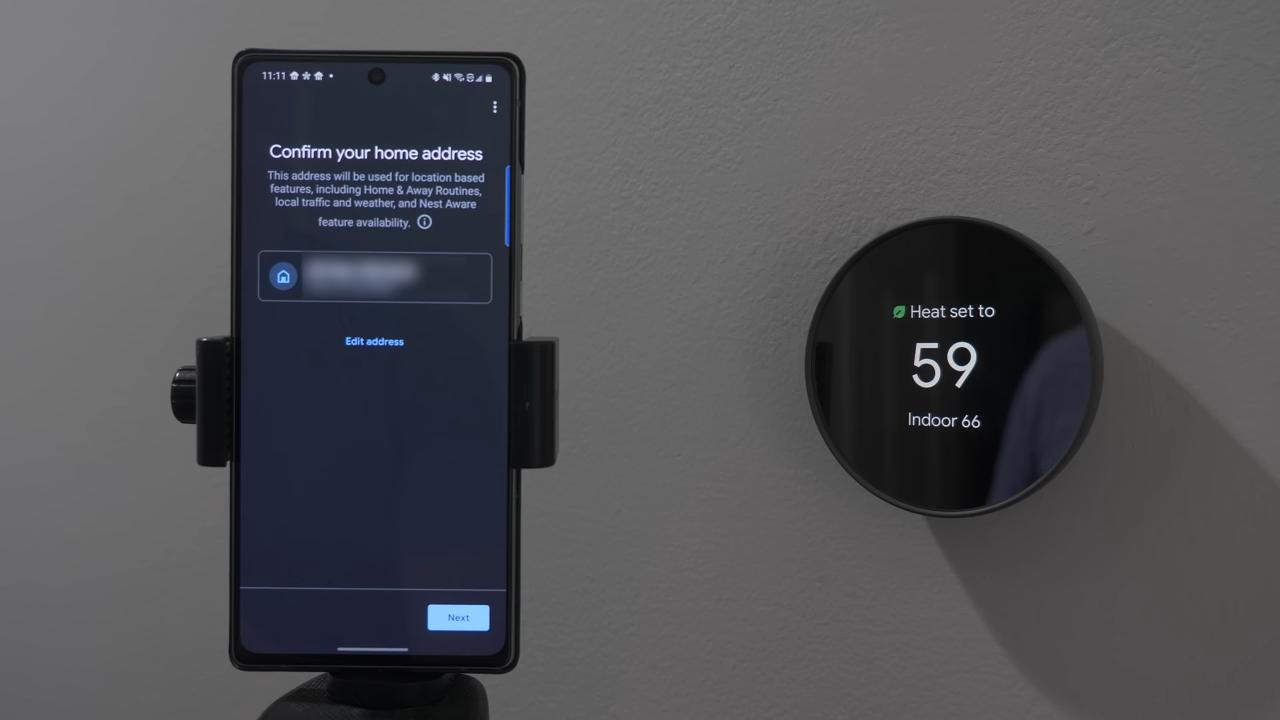 11:11
Confirm your home address
This address will be used for location based
features, including Home & Away Routines,
local traffic and weather, and Nest Aware
feature availability.
Edit address
Next
Heat set to
59
Indoor 66